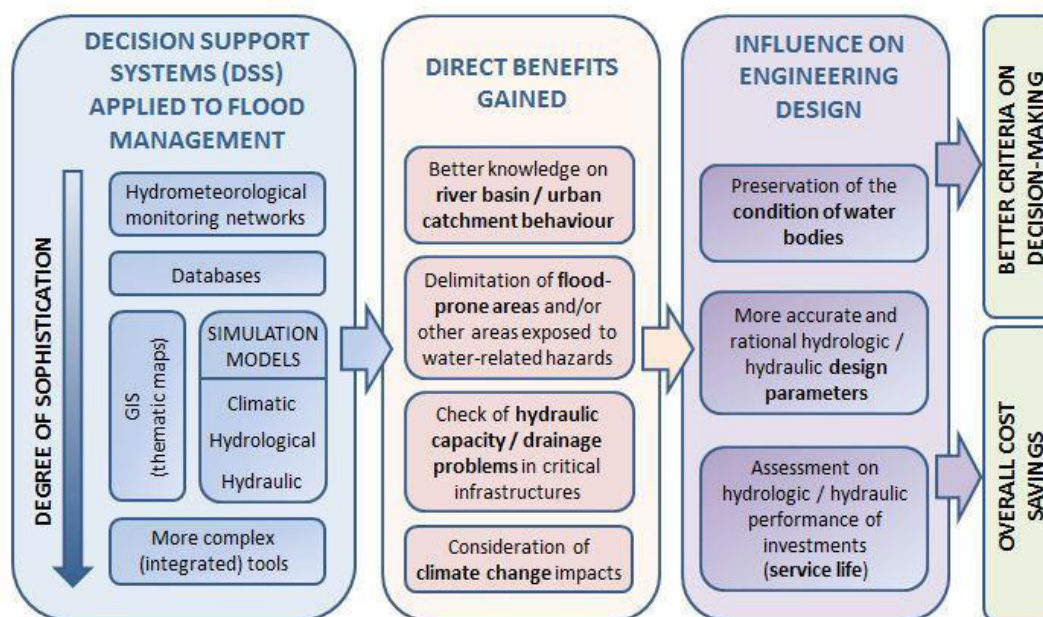 DECISION SUPPORT
SYSTEMS (DSS)
APPLIED TO FLOOD
MANAGEMENT
DEGREE OF SOPHISTICATION
Hydrometeorological
monitoring networks
Databases
GIS
(thematic maps)
SIMULATION
MODELS
Climatic
Hydrological
Hydraulic
More complex
(integrated) tools
DIRECT BENEFITS
GAINED
Better knowledge on
river basin / urban
catchment behaviour
Delimitation of flood-
prone areas and/or
other areas exposed to
water-related hazards
Check of hydraulic
capacity / drainage
problems in critical
infrastructures
Consideration of
climate change impacts
INFLUENCE ON
ENGINEERING
DESIGN
Preservation of the
condition of water
bodies
More accurate and
rational hydrologic /
hydraulic design
parameters
Assessment on
hydrologic / hydraulic
performance of
investments
(service life)
BETTER CRITERIA ON
DECISION-MAKING
OVERALL COST
SAVINGS